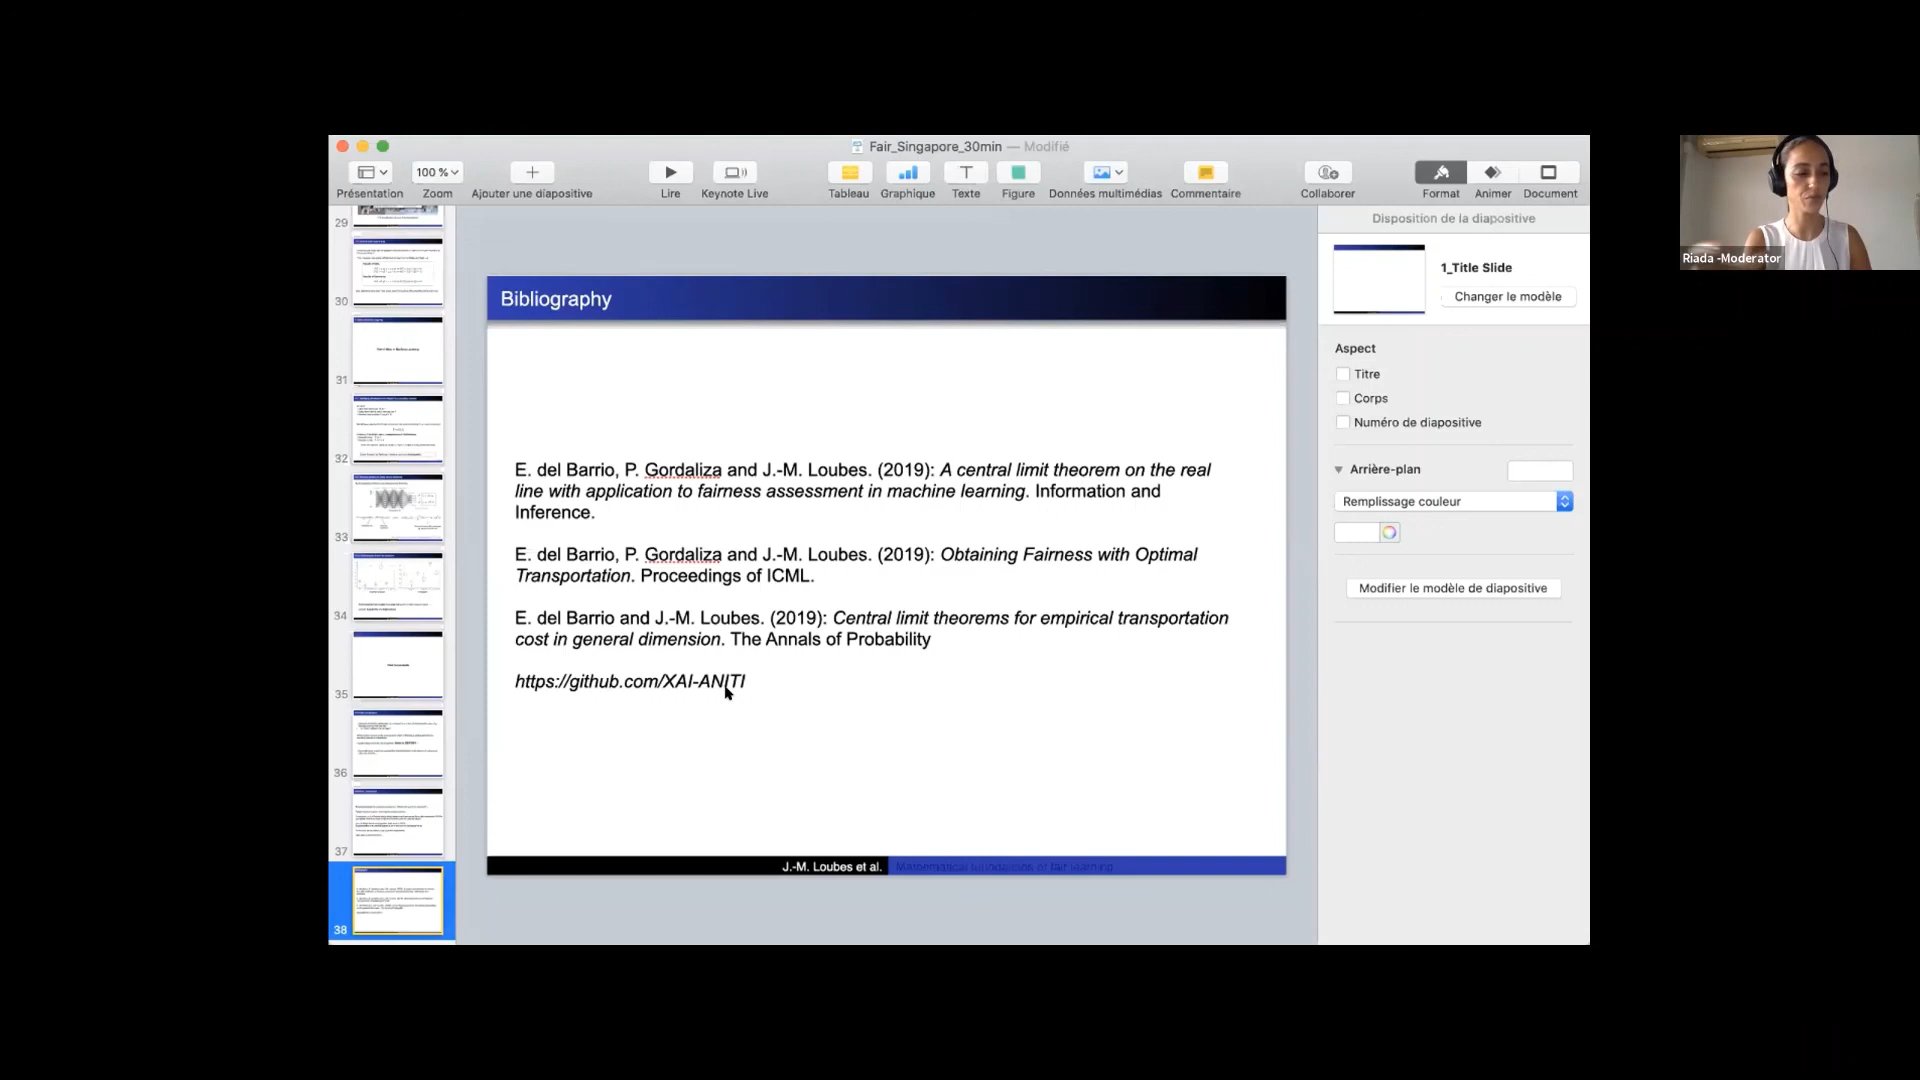 Fair_Singapore_30min — Modifié
100 %
Présentation Zoom Ajouter une diapositive Lire Keynote Live Tableau Graphique Texte Figure Données multimédias Commentaire Collaborer Format Animer Document
29
30
31
32
33
34
35
36
37
38
Bibliography
E. del Barrio, P. Gordaliza and J.-M. Loubes. (2019): A central limit theorem on the real
line with application to fairness assessment in machine learning. Information and
Inference.
E. del Barrio, P. Gordaliza and J.-M. Loubes. (2019): Obtaining Fairness with Optimal
Transportation. Proceedings of ICML.
E. del Barrio and J.-M. Loubes. (2019): Central limit theorems for empirical transportation
cost in general dimension. The Annals of Probability
https://github.com/XAI-ANITI
J.-M. Loubes et al. Mathematical foundations of fair learning
Disposition de la diapositive
1_Title Slide
Changer le modèle
Aspect
Titre
Corps
Numéro de diapositive
Arrière-plan
Remplissage couleur
Modifier le modèle de diapositive
Riada -Moderator